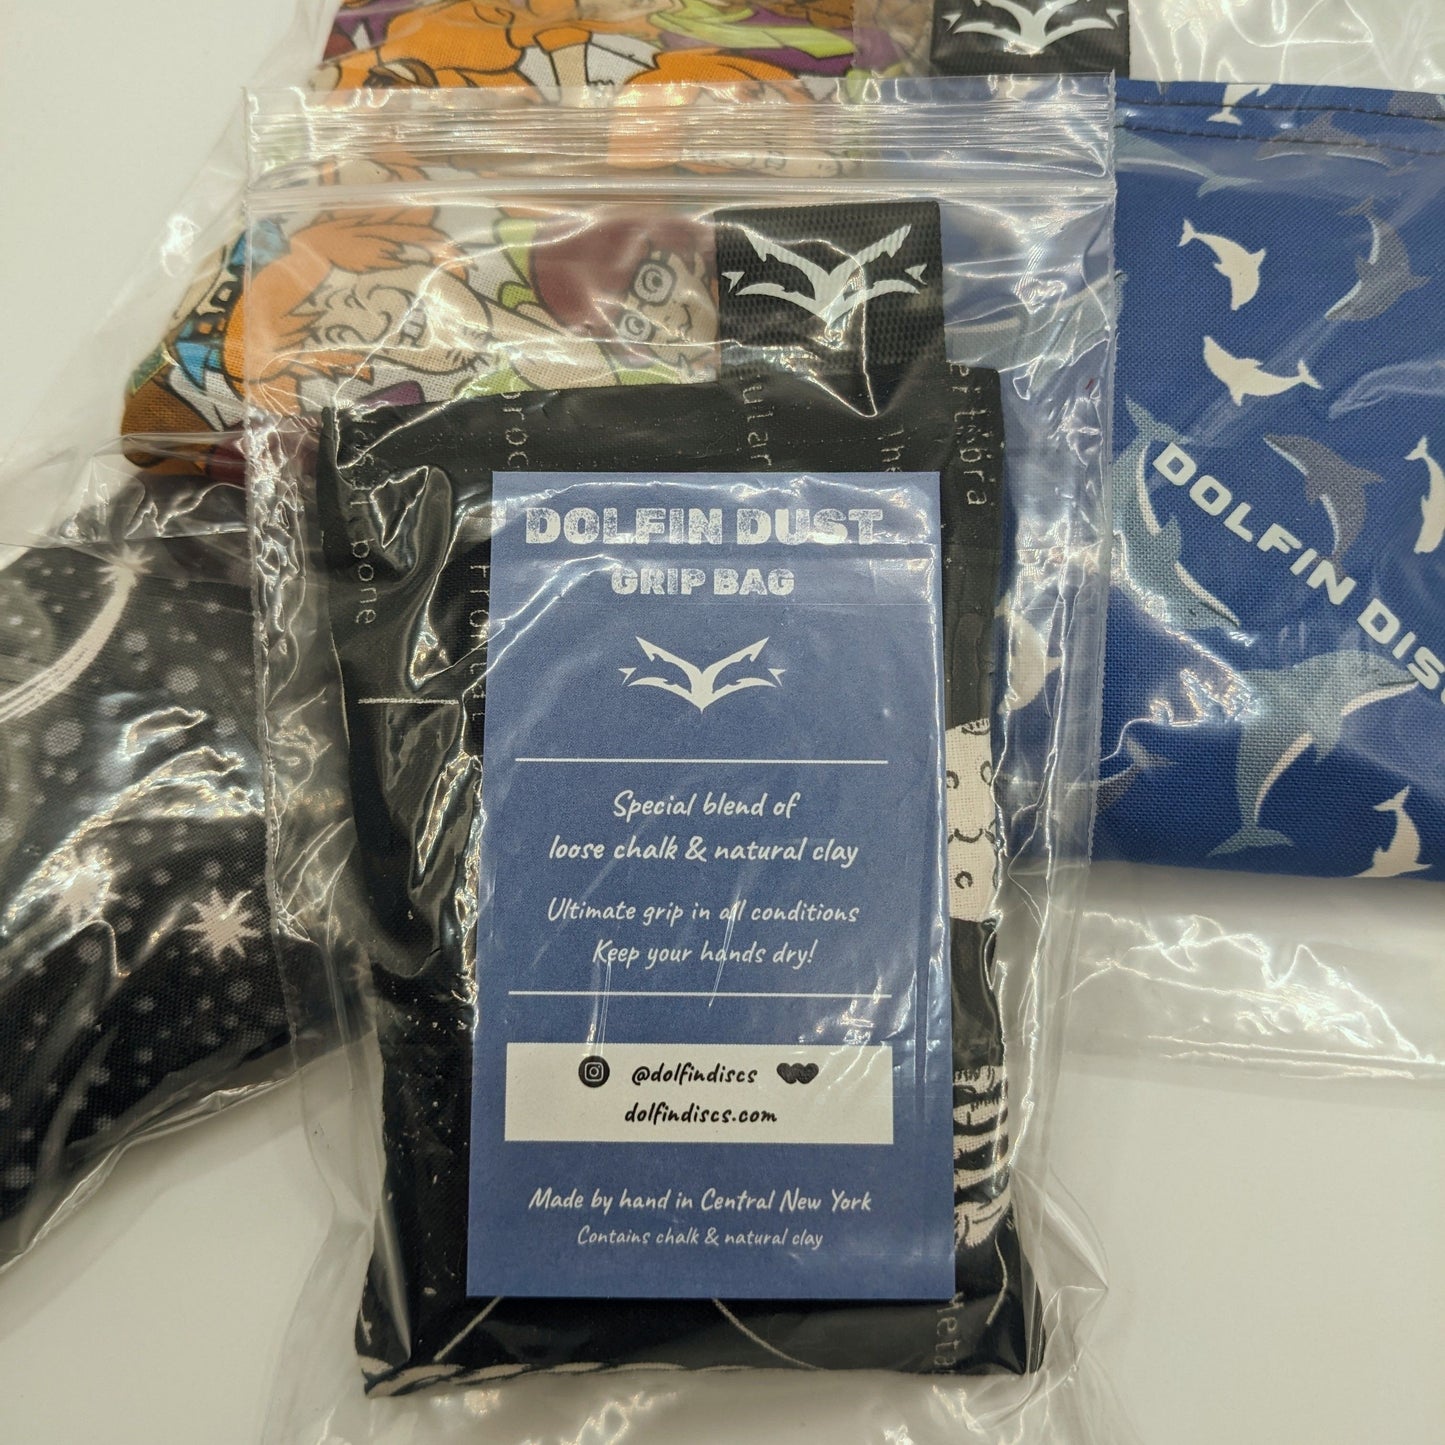 DOLFIN DUST
GRIP BAG
Special blend of
loose chalk & natural clay
Ultimate grip in all conditions
Keep your hands dry!
@dolfindiscs
dolfindiscs.com
Made by hand in Central New York
Contains chalk & natural clay
DOLFIN DISC
bone